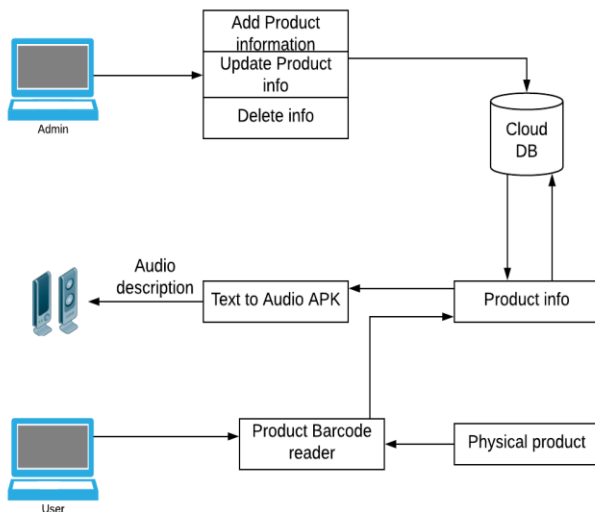 Add Product
information
Update Product
info
Delete info
Admin
Cloud
DB
Audio
description
Text to Audio APK
Product info
Product Barcode
reader
Physical product
User